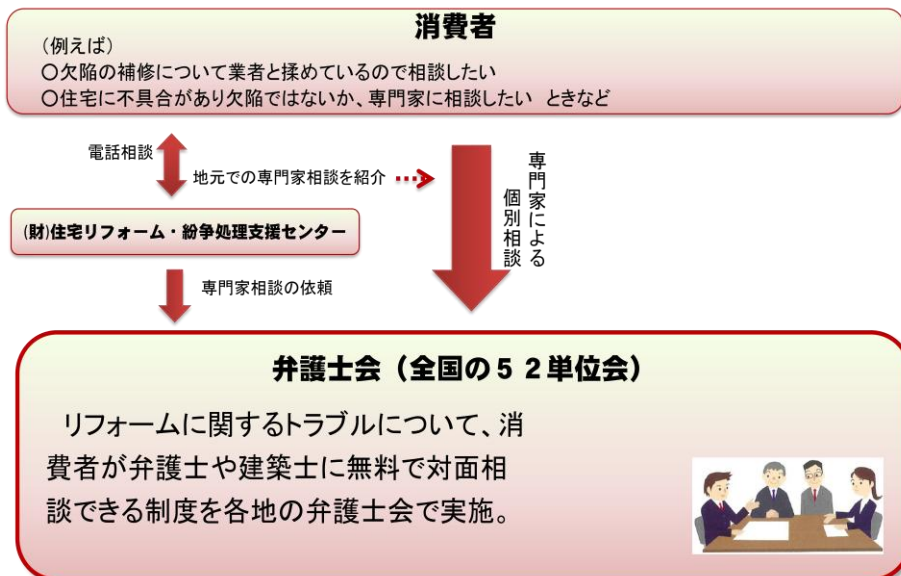 消費者
(例えば)
○欠陥の補修について業者と揉めているので相談したい
○住宅に不具合があり欠陥ではないか、専門家に相談したい ときなど
電話相談
地元での専門家相談を紹介
専門家による
個別相談
(財)住宅リフォーム・紛争処理支援センター
専門家相談の依頼
弁護士会（全国の５２単位会）
リフォームに関するトラブルについて、消
費者が弁護士や建築士に無料で対面相
談できる制度を各地の弁護士会で実施。